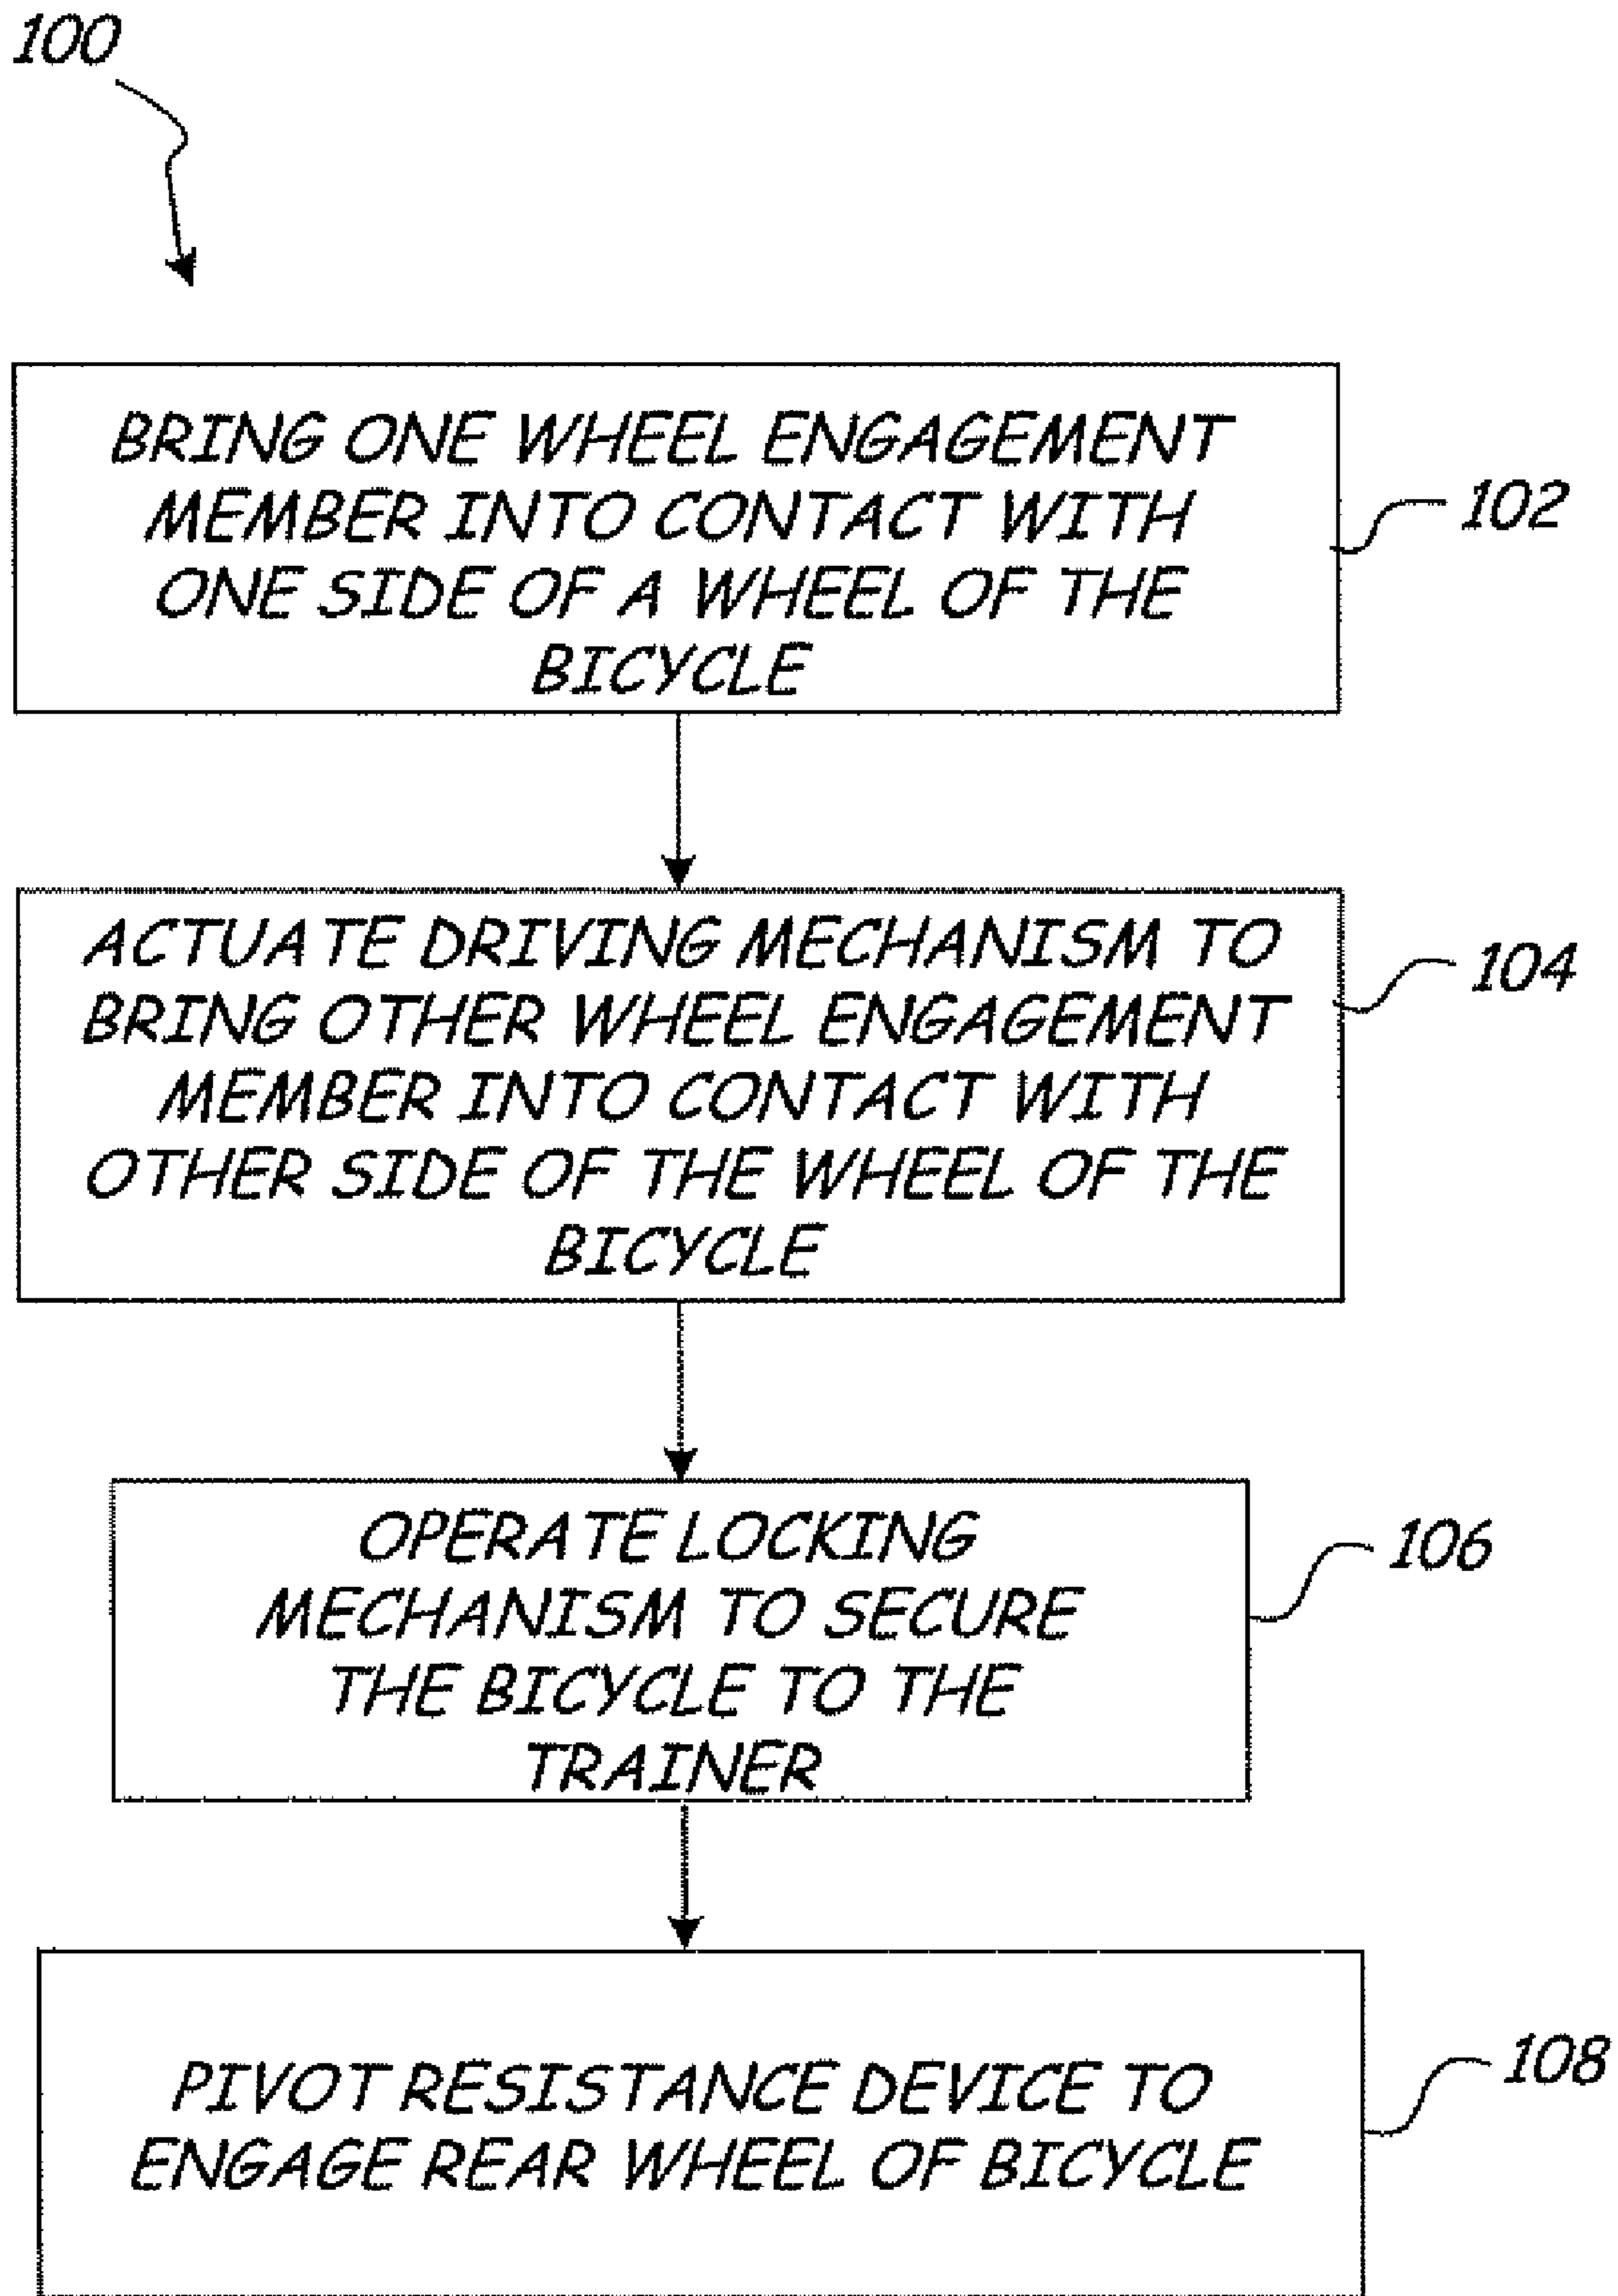 100
BRING ONE WHEEL ENGAGEMENT
MEMBER INTO CONTACT WITH
ONE SIDE OF A WHEEL OF THE
BICYCLE
102
ACTUATE DRIVING MECHANISM TO
BRING OTHER WHEEL ENGAGEMENT
MEMBER INTO CONTACT WITH
OTHER SIDE OF THE WHEEL OF THE
BICYCLE
104
OPERATE LOCKING
MECHANISM TO SECURE
THE BICYCLE TO THE
TRAINER
106
PIVOT RESISTANCE DEVICE TO
ENGAGE REAR WHEEL OF BICYCLE
108